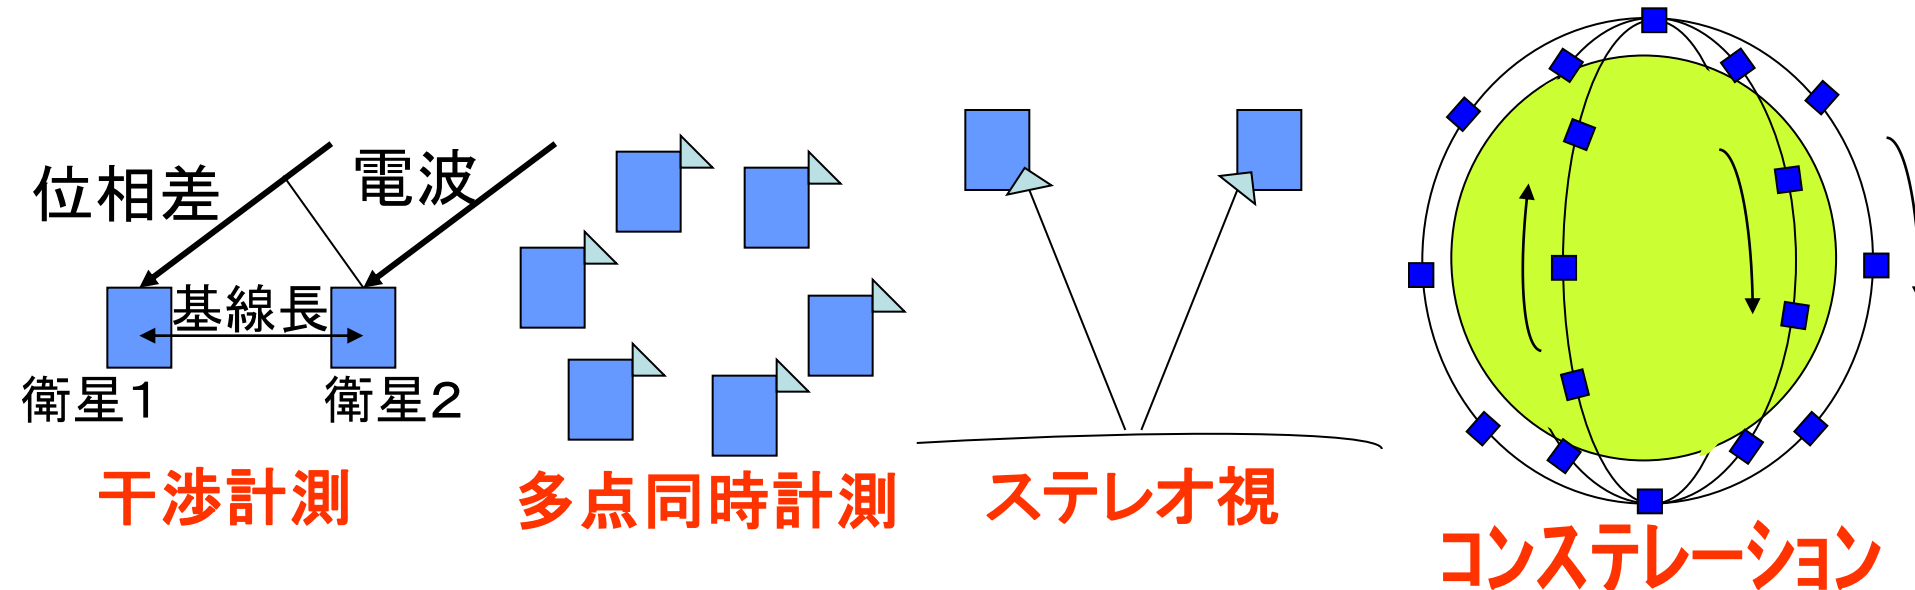 位相差
電波
基線長
衛星1
衛星2
干渉計測
多点同時計測
ステレオ視
コンステレーション